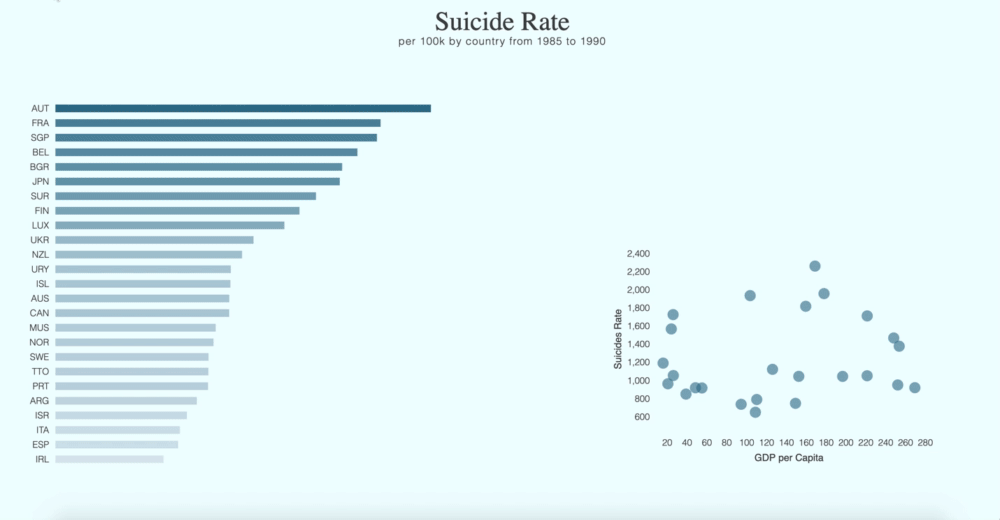 Suicide Rate
per 100k by country from 1985 to 1990
AUT
FRA
SGP
BEL
BGR
JPN
SUR
FIN
LUX
UKR
NZL
URY
ISL
AUS
CAN
MUS
NOR
SWE
TTO
PRT
ARG
ISR
ITA
ESP
IRL
Suicides Rate
2,400
2,200
2,000
1,800
1,600
1,400
1,200
1,000
800
600
20 40 60 80 100 120 140 160 180 200 220 240 260 280
GDP per Capita